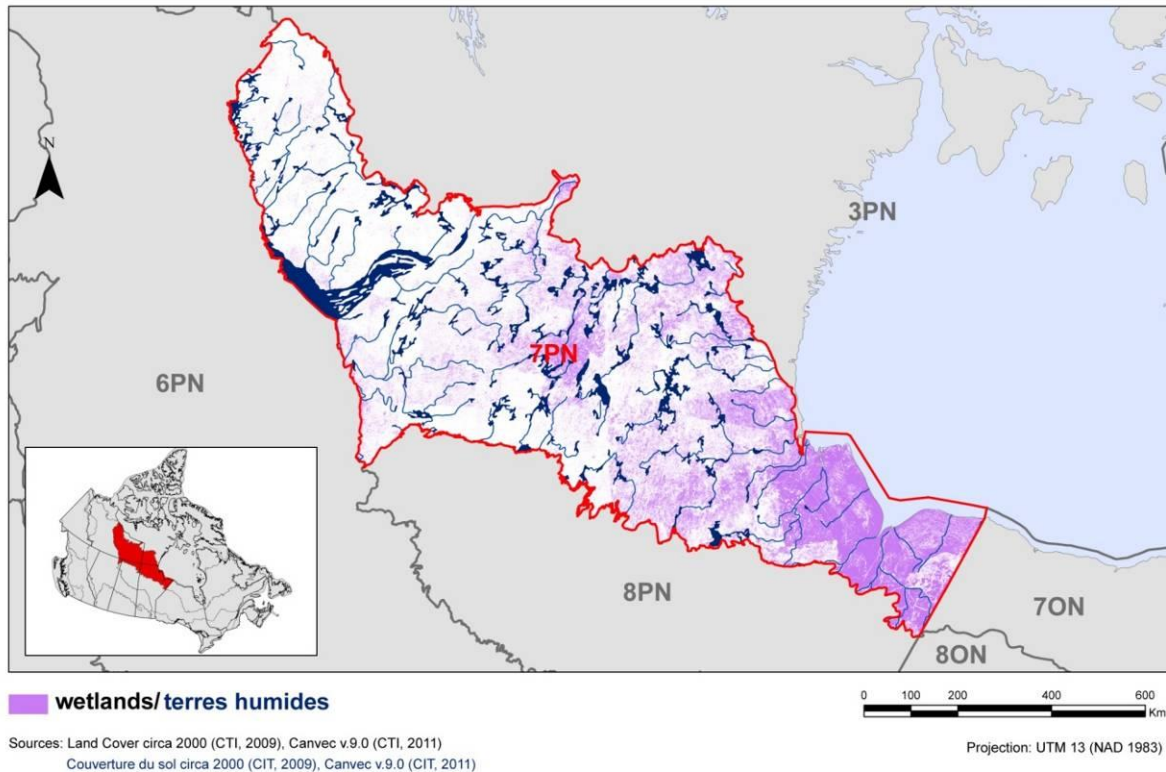 N
3PN
7PN
6PN
8PN
7ON
8ON
wetlands/ terres humides
0 100 200 400 600
Km
Sources: Land Cover circa 2000 (CTI, 2009), Canvec v.9.0 (CTI, 2011)
Couverture du sol circa 2000 (CIT, 2009), Canvec v.9.0 (CIT, 2011)
Projection: UTM 13 (NAD 1983)